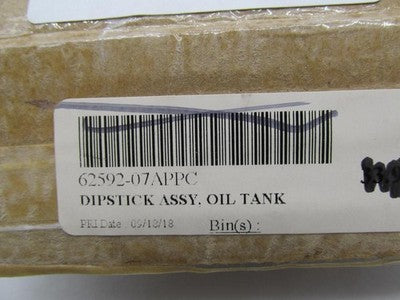 62592-07APPC
DIPSTICK ASSY, OIL TANK
PRI Date : 09/18/18 Bin(s) :